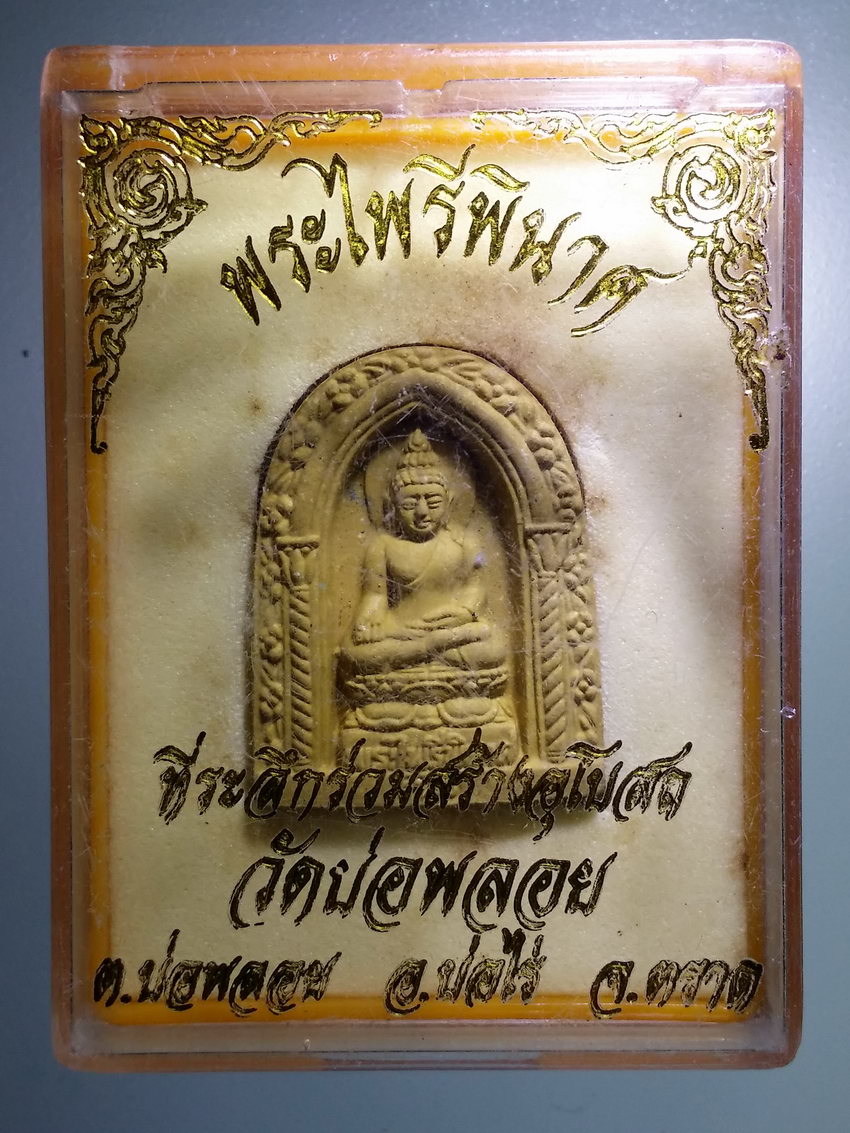 พระไพรีพินาศ
ที่ระลึกร่วมสร้างอุโบสถ
วัดบ่อพลอย
ต.บ่อพลอย อ.บ่อไร่ จ.ตราด